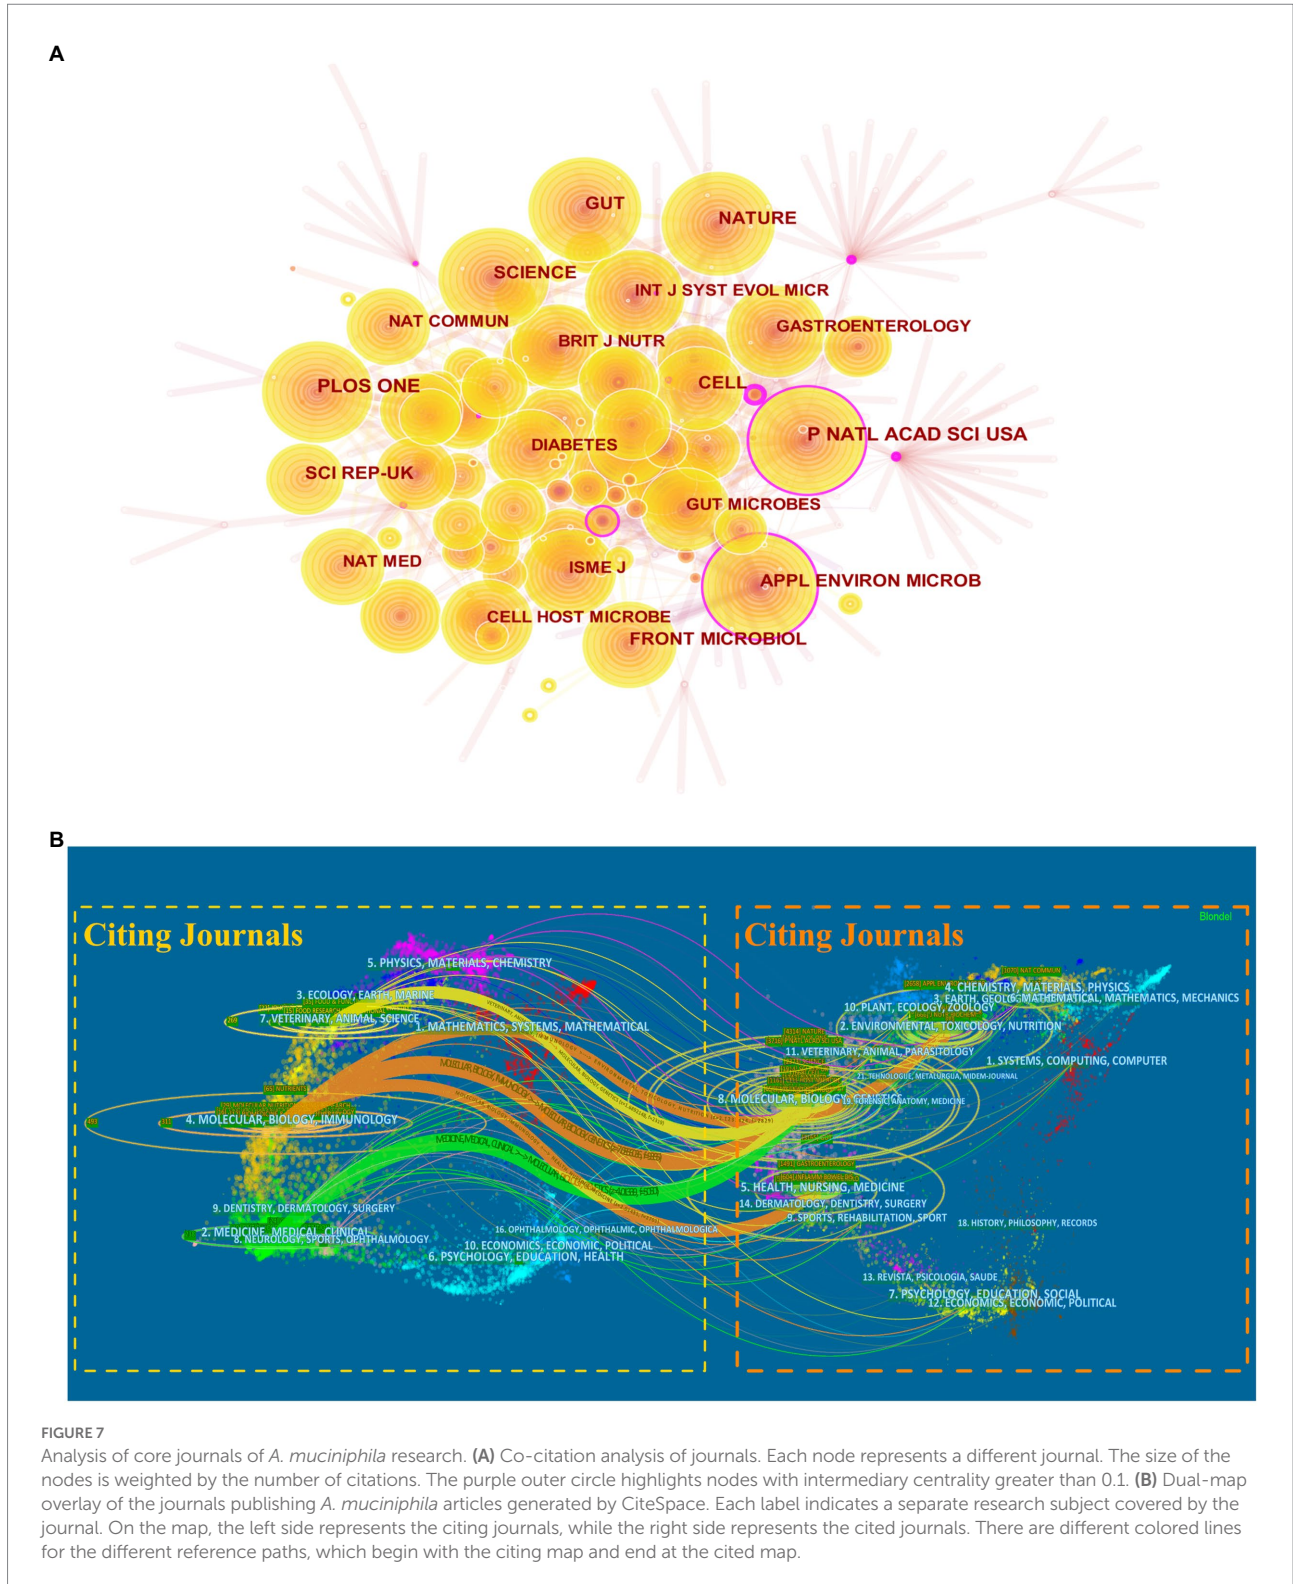 A
GUT
NATURE
SCIENCE
INT J SYST EVOL MICR
NAT COMMUN
GASTROENTEROLOGY
BRIT J NUTR
PLOS ONE
CELL
P NATL ACAD SCI USA
DIABETES
SCI REP-UK
GUT MICROBES
NAT MED
ISME J
APPL ENVIRON MICROB
CELL HOST MICROBE
FRONT MICROBIOL
B
Citing Journals
5. PHYSICS, MATERIALS, CHEMISTRY
3. ECOLOGY, EARTH, MARINE
7. VETERINARY, ANIMAL, SCIENCE
1. MATHEMATICS, SYSTEMS, MATHEMATICAL
4. MOLECULAR, BIOLOGY, IMMUNOLOGY
9. DENTISTRY, DERMATOLOGY, SURGERY
2. MEDICINE, MEDICAL, CLINICAL
8. NEUROLOGY, SPORTS, OPHTHALMOLOGY
16. OPHTHALMOLOGY, OPHTHALMIC, OPHTHALMOLOGICA
10. ECONOMICS, ECONOMIC, POLITICAL
6. PSYCHOLOGY, EDUCATION, HEALTH
Citing Journals
Blondel
NAT COMMUN
4. CHEMISTRY, MATERIALS, PHYSICS
3. EARTH,
6. MATHEMATICAL, MATHEMATICS, MECHANICS
10. PLANT, ECOLOGY, ZOOLOGY
2. ENVIRONMENTAL, TOXICOLOGY, NUTRITION
NATURE
11. VETERINARY, ANIMAL, PARASITOLOGY
1. SYSTEMS, COMPUTING, COMPUTER
21. TEHNOLOGIJE, METALURGIJA, MIDEM-JOURNAL
8. MOLECULAR, BIOLOGY, GENETICS
19. FORENSIC, ANATOMY, MEDICINE
GASTROENTEROLOGY
5. HEALTH, NURSING, MEDICINE
14. DERMATOLOGY, DENTISTRY, SURGERY
9. SPORTS, REHABILITATION, SPORT
18. HISTORY, PHILOSOPHY, RECORDS
13. REVISTA, PSICOLOGIA, SAUDE
7. PSYCHOLOGY, EDUCATION, SOCIAL
12. ECONOMICS, ECONOMIC, POLITICAL
FIGURE 7
Analysis of core journals of A. muciniphila research. (A) Co-citation analysis of journals. Each node represents a different journal. The size of the
nodes is weighted by the number of citations. The purple outer circle highlights nodes with intermediary centrality greater than 0.1. (B) Dual-map
overlay of the journals publishing A. muciniphila articles generated by CiteSpace. Each label indicates a separate research subject covered by the
journal. On the map, the left side represents the citing journals, while the right side represents the cited journals. There are different colored lines
for the different reference paths, which begin with the citing map and end at the cited map.